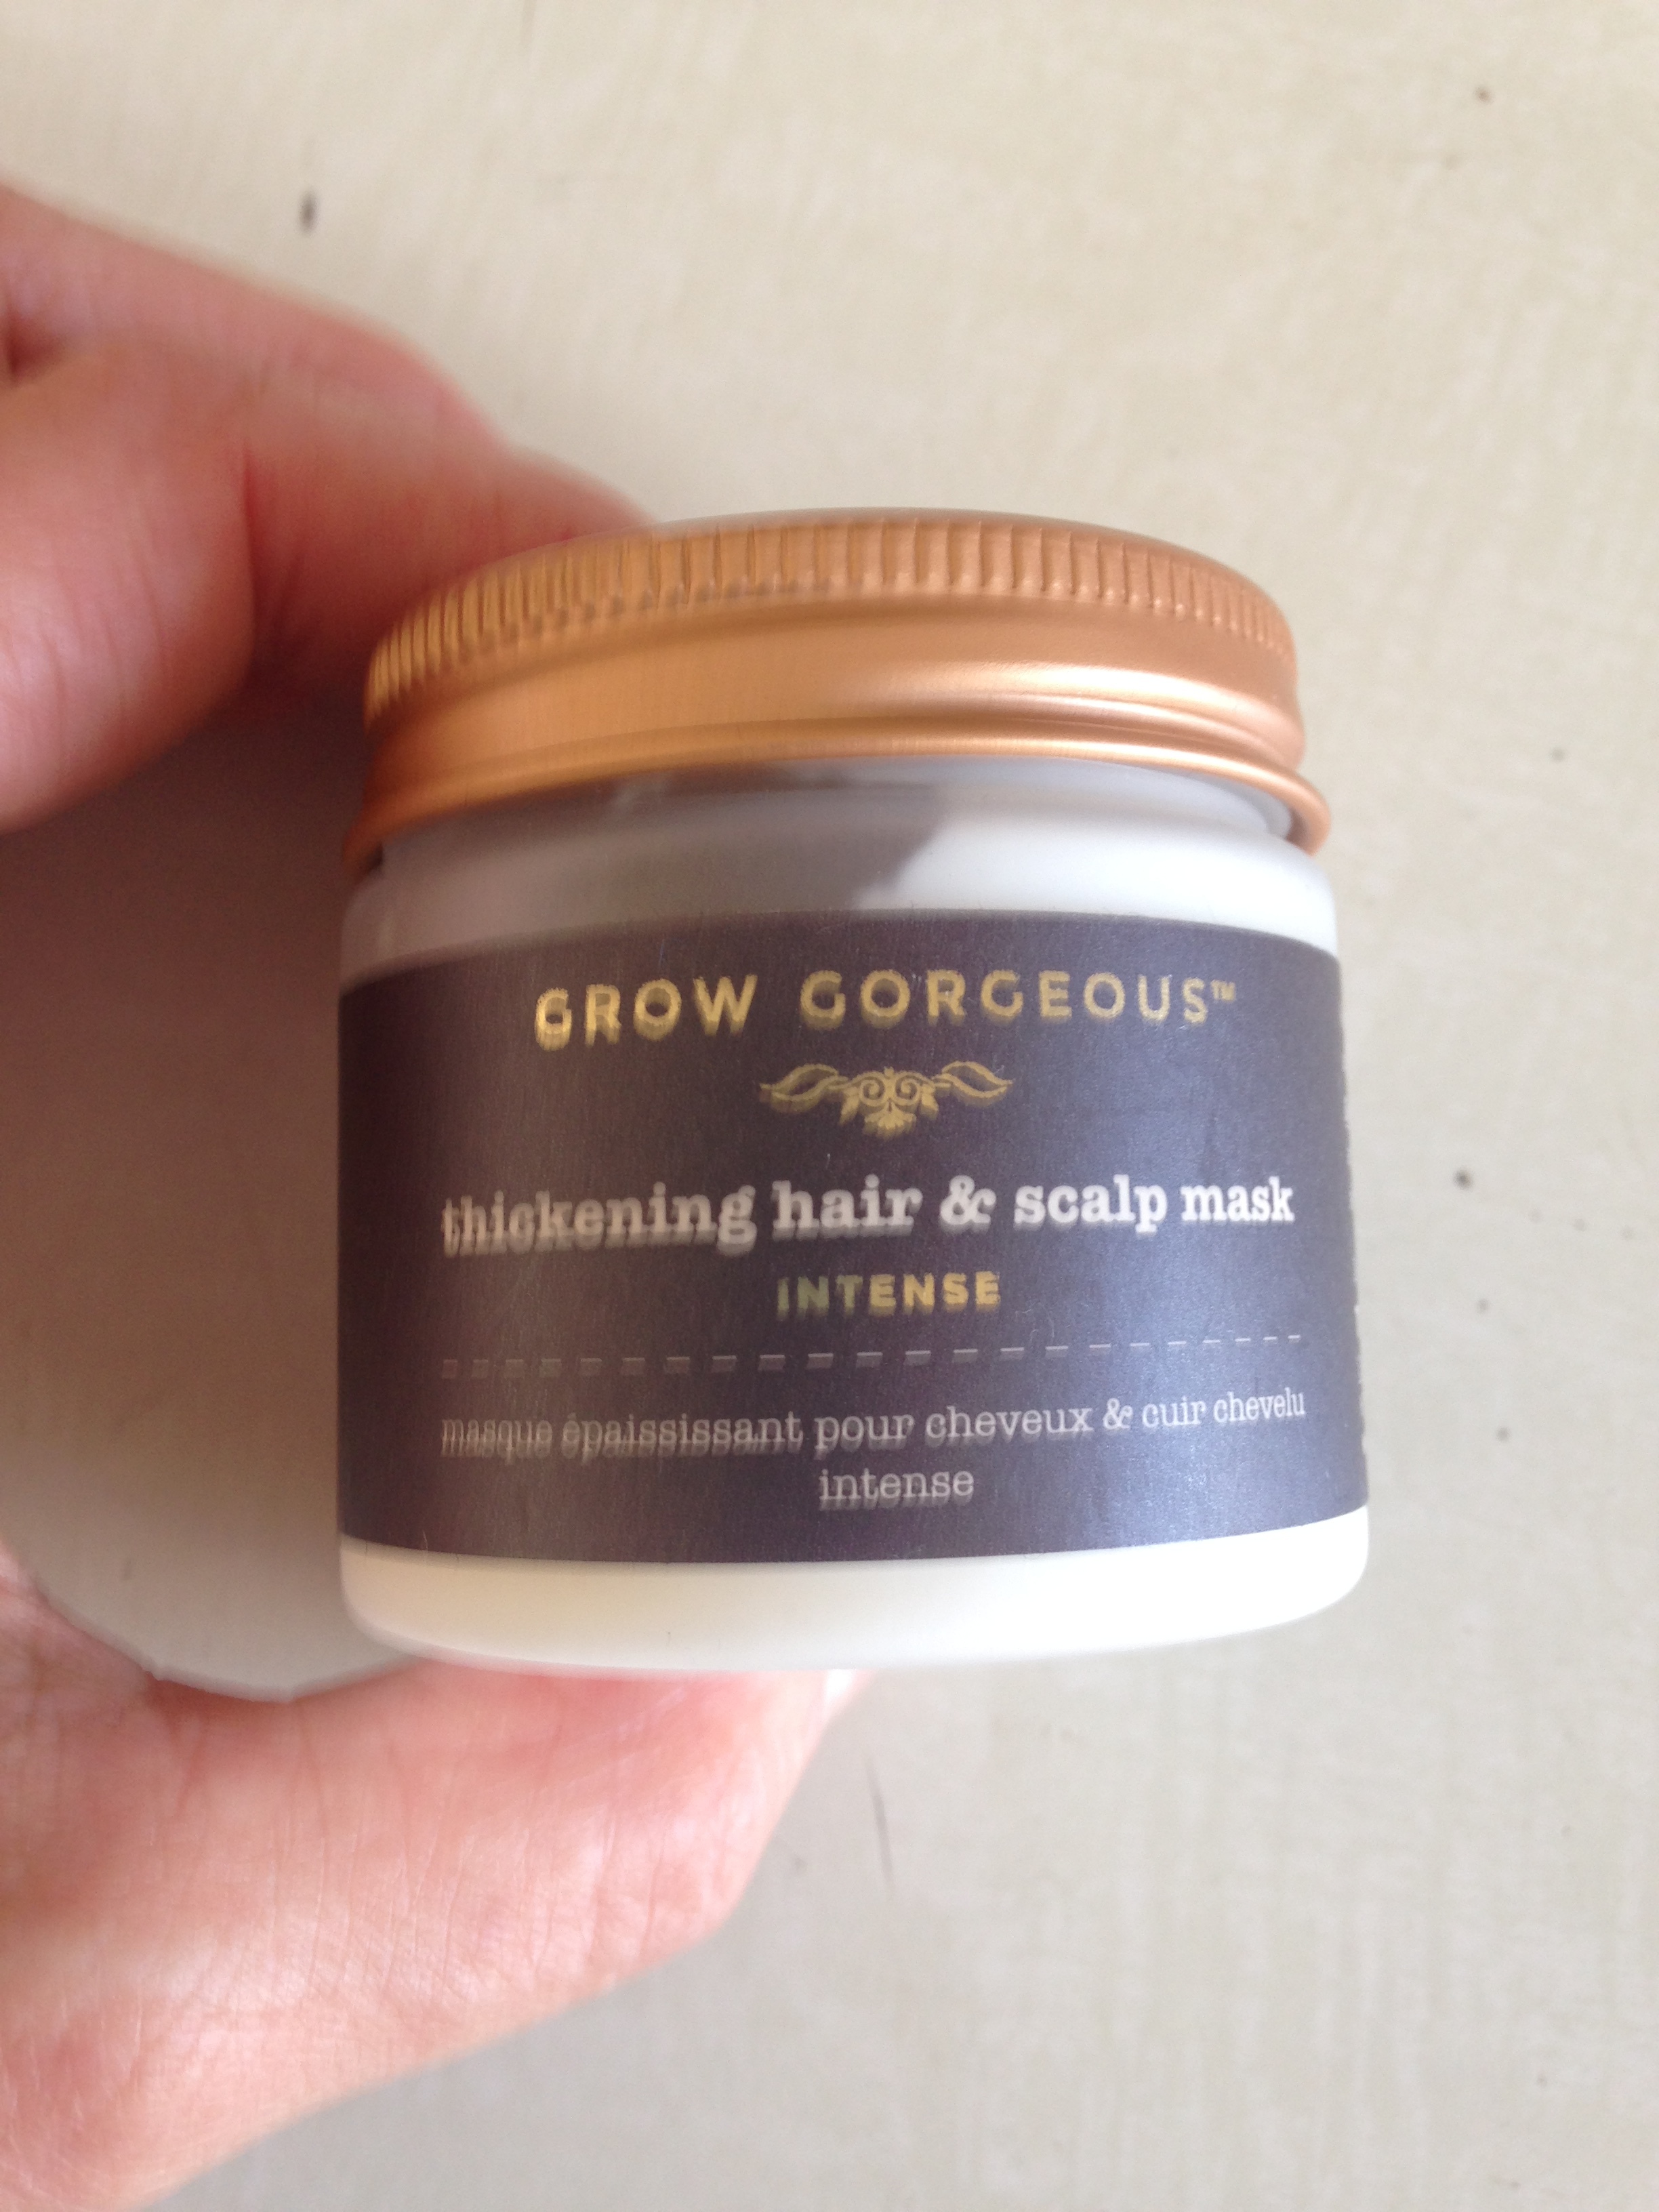 GROW GORGEOUS™
thickening hair & scalp mask
INTENSE
masque épaississant pour cheveux & cuir chevelu
intense